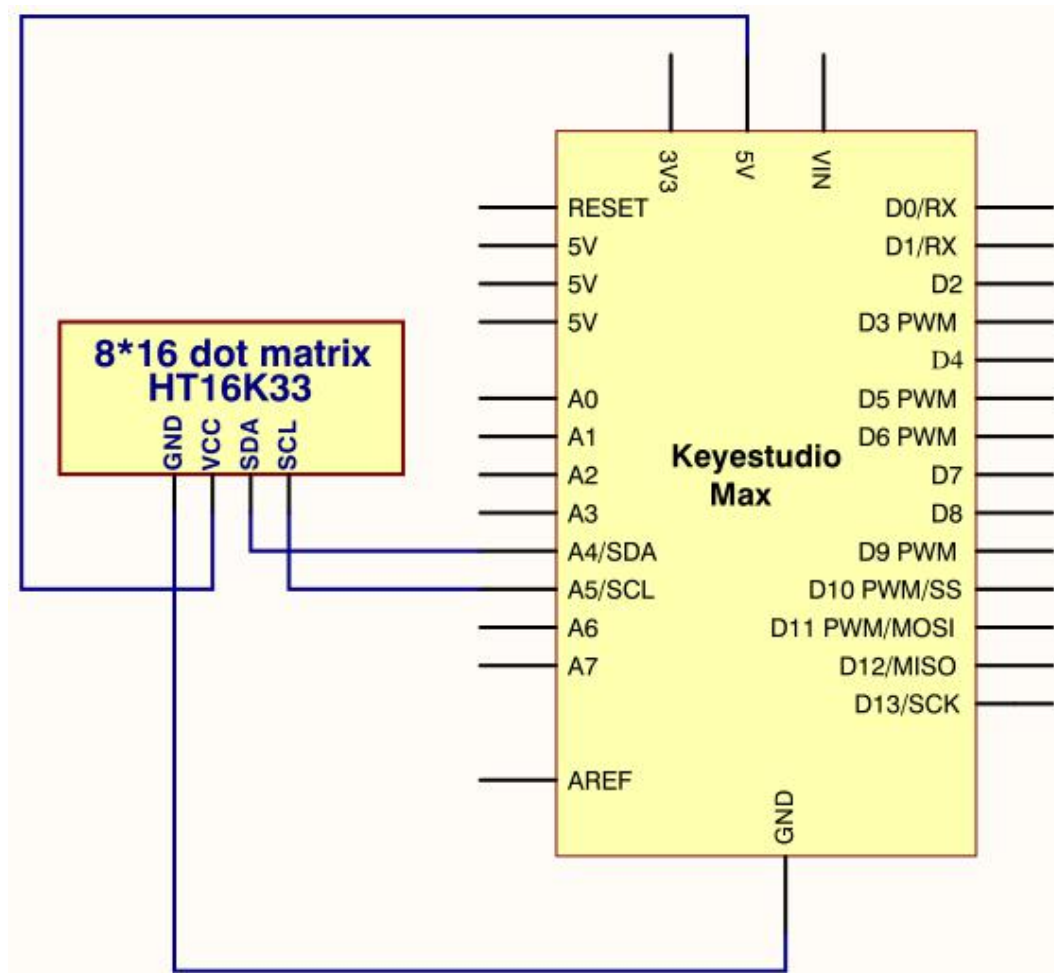 3V3
5V
VIN
RESET
5V
5V
5V
A0
A1
A2
A3
A4/SDA
A5/SCL
A6
A7
AREF
D0/RX
D1/RX
D2
D3 PWM
D4
D5 PWM
D6 PWM
D7
D8
D9 PWM
D10 PWM/SS
D11 PWM/MOSI
D12/MISO
D13/SCK
Keyestudio
Max
GND
8*16 dot matrix
HT16K33
GND
VCC
SDA
SCL